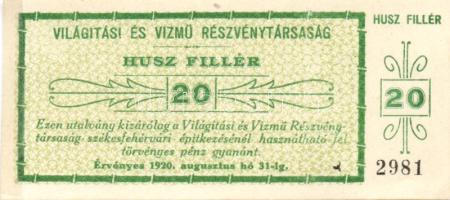 VILÁGITÁSI ÉS VIZMŰ RÉSZVÉNYTÁRSASÁG
HUSZ FILLÉR
20
Ezen utalvány kizárólag a Világitási és Vizmű Részvény-
társaság székesfehérvári épitkezésénél használható fel
törvényes pénz gyanánt.
Érvényes 1920. augusztus hó 31-ig.
HUSZ FILLÉR
20
2981